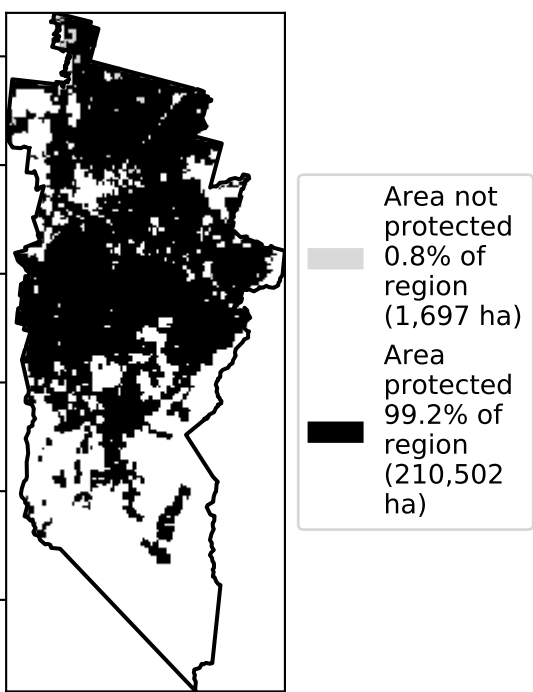 Area not
protected
0.8% of
region
(1,697 ha)
Area
protected
99.2% of
region
(210,502
ha)